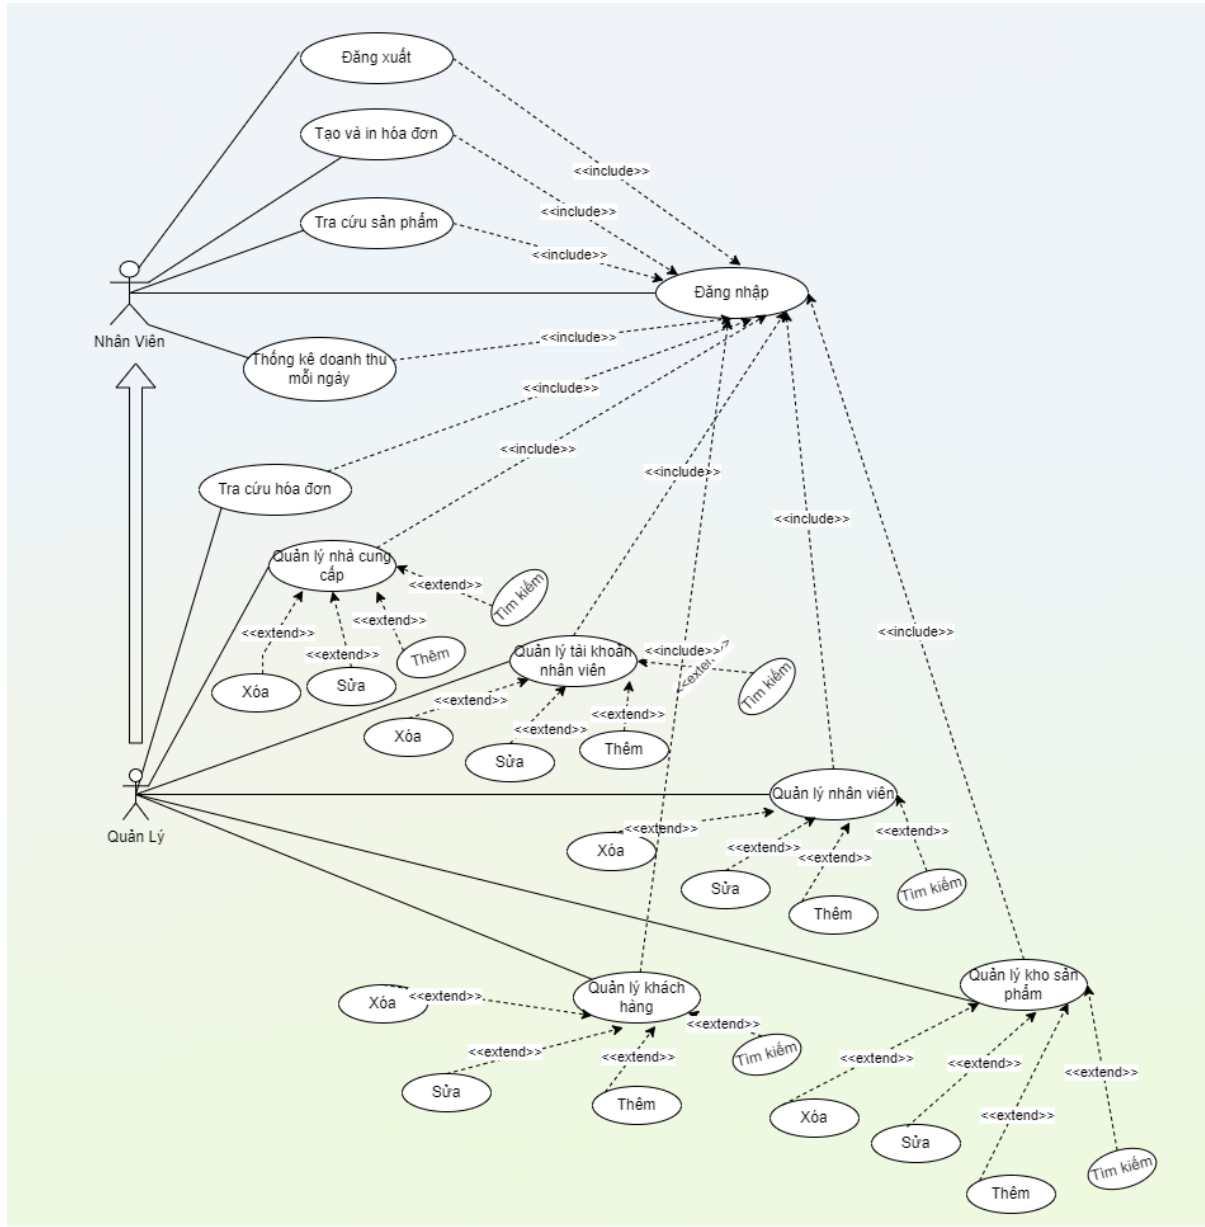 Đăng xuất
Tạo và in hóa đơn
<<include>>
<<include>>
Tra cứu sản phẩm
<<include>>
Đăng nhập
Nhân Viên
<<include>>
Thống kê doanh thu
mỗi ngày
<<include>>
<<include>>
<<include>>
Tra cứu hóa đơn
<<include>>
Quản lý nhà cung
cấp
<<extend>>
Tìm kiếm
<<extend>>
<<extend>>
<<extend>>
Thêm
Xóa
Sửa
<<include>>
Quản lý tài khoản
nhân viên
<<include>>
<<extend>>
Tìm kiếm
<<extend>>
<<extend>>
<<extend>>
Xóa
Sửa
Thêm
Quản lý nhân viên
Quản Lý
<<extend>>
<<extend>>
<<extend>>
<<extend>>
Xóa
Sửa
Thêm
Tìm kiếm
Quản lý khách
hàng
Quản lý kho sản
phẩm
Xóa
<<extend>>
<<extend>>
<<extend>>
<<extend>>
Tìm kiếm
Sửa
Thêm
<<extend>>
<<extend>>
<<extend>>
<<extend>>
Xóa
Sửa
Thêm
Tìm kiếm